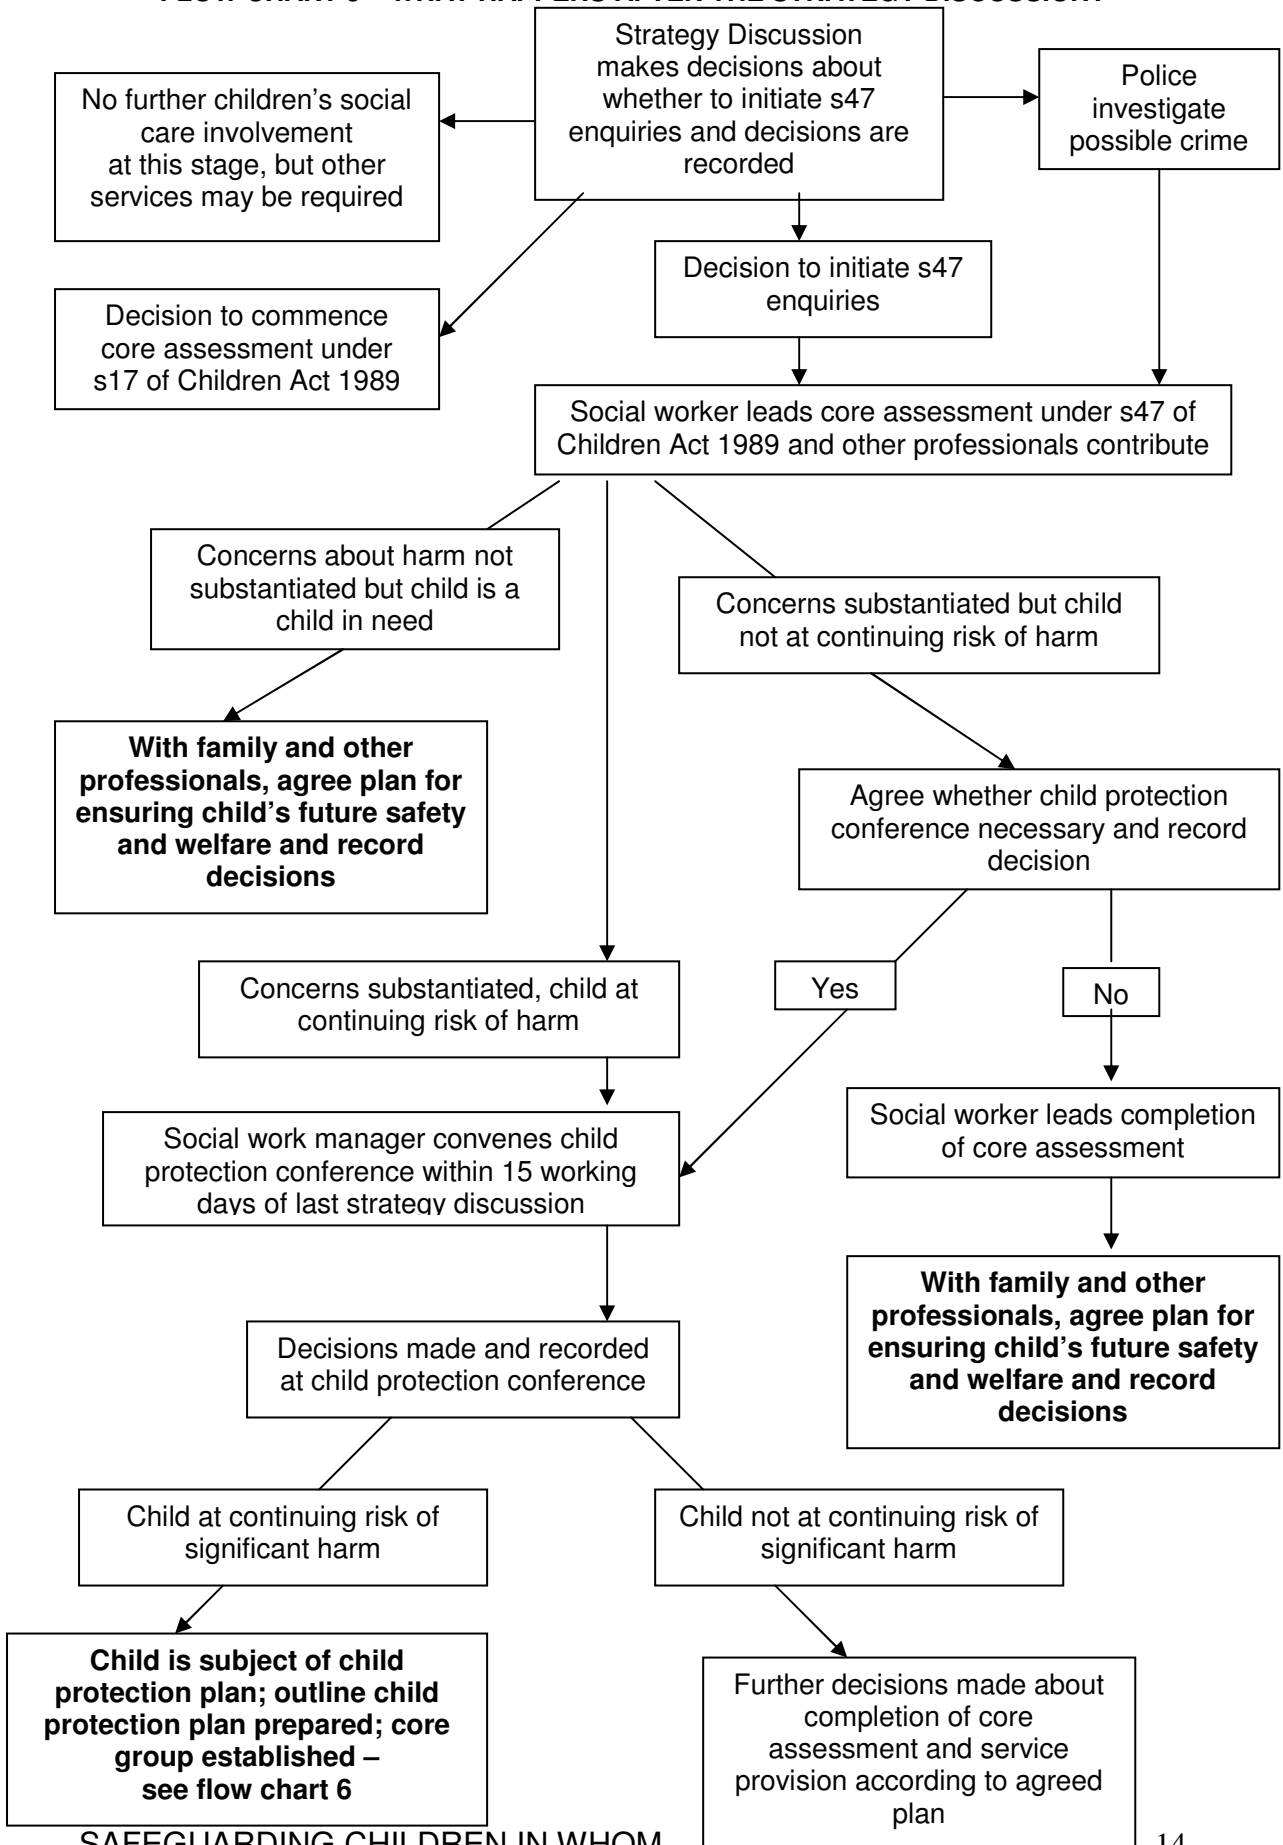 Strategy Discussion
makes decisions about
whether to initiate s47
enquiries and decisions are
recorded
No further children's social
care involvement
at this stage, but other
services may be required
Police
investigate
possible crime
Decision to initiate s47
enquiries
Decision to commence
core assessment under
s17 of Children Act 1989
Social worker leads core assessment under s47 of
Children Act 1989 and other professionals contribute
Concerns about harm not
substantiated but child is a
child in need
Concerns substantiated but child
not at continuing risk of harm
With family and other
professionals, agree plan for
ensuring child's future safety
and welfare and record
decisions
Agree whether child protection
conference necessary and record
decision
Concerns substantiated, child at
continuing risk of harm
Yes
No
Social work manager convenes child
protection conference within 15 working
days of last strategy discussion
Social worker leads completion
of core assessment
Decisions made and recorded
at child protection conference
With family and other
professionals, agree plan for
ensuring child's future safety
and welfare and record
decisions
Child at continuing risk of
significant harm
Child not at continuing risk of
significant harm
Child is subject of child
protection plan; outline child
protection plan prepared; core
group established –
see flow chart 6
Further decisions made about
completion of core
assessment and service
provision according to agreed
plan
SAFEGUARDING CHILDREN IN WHOM
14